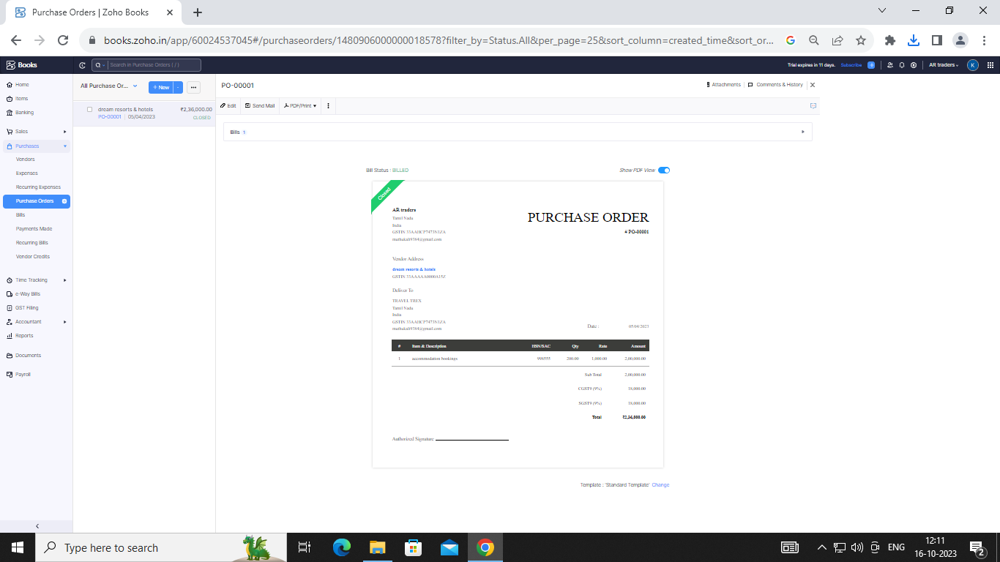 Purchase Orders | Zoho Books
books.zoho.in/app/60024537045#/purchaseorders/1480906000000018578?filter_by=Status.All&per_page=25&sort_column=created_time&sort_or...
Books
Search in Purchase Orders ( / )
Trial expires in 11 days.
Subscribe
AR traders
K
Home
Items
Banking
Sales
Purchases
Vendors
Expenses
Recurring Expenses
Purchase Orders
Bills
Payments Made
Recurring Bills
Vendor Credits
Time Tracking
e-Way Bills
GST Filing
Accountant
Reports
Documents
Payroll
All Purchase Or...
+ New
dream resorts & hotels ₹2,36,000.00
PO-00001 | 05/04/2023
CLOSED
PO-00001
Attachments
Comments & History
Edit
Send Mail
PDF/Print
Bills 1
Bill Status : BILLED
Show PDF View
Closed
AR traders
Tamil Nadu
India
GSTIN 33AAHCP7473N1ZA
muthukali9384@gmail.com
PURCHASE ORDER
# PO-00001
Vendor Address
dream resorts & hotels
GSTIN 33AAAAA0000A15Z
Deliver To
TRAVEL TREX
Tamil Nadu
India
GSTIN 33AAHCP7473N1ZA
muthukali9384@gmail.com
Date : 05/04/2023
# Item & Description HSN/SAC Qty Rate Amount
1 accommodation bookings 996555 200.00 1,000.00 2,00,000.00
Sub Total 2,00,000.00
CGST9 (9%) 18,000.00
SGST9 (9%) 18,000.00
Total ₹2,36,000.00
Authorized Signature
Template : 'Standard Template' Change
Type here to search
ENG
12:11
16-10-2023
2